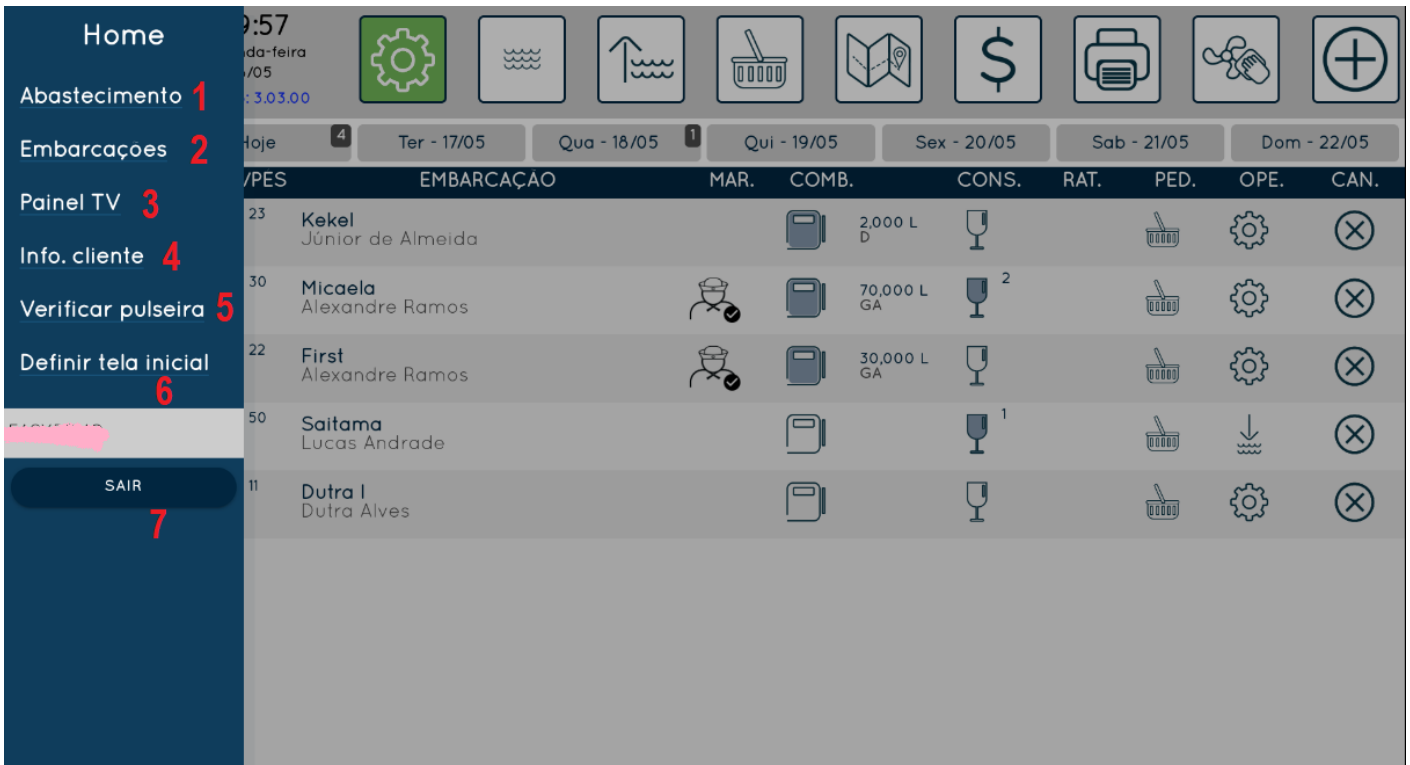 Home
Abastecimento 1
Embarcações 2
Painel TV 3
Info. cliente 4
Verificar pulseira 5
Definir tela inicial
6
SAIR
7
9:57
da-feira
/05
: 3.03.00
Hoje 4 Ter - 17/05 Qua - 18/05 1 Qui - 19/05 Sex - 20/05 Sab - 21/05 Dom - 22/05
/PES EMBARCAÇÃO MAR. COMB. CONS. RAT. PED. OPE. CAN.
23 Kekel 2,000 L
Júnior de Almeida D
30 Micaela 70,000 L 2
Alexandre Ramos GA
22 First 30,000 L
Alexandre Ramos GA
50 Saitama 1
Lucas Andrade
11 Dutra I
Dutra Alves